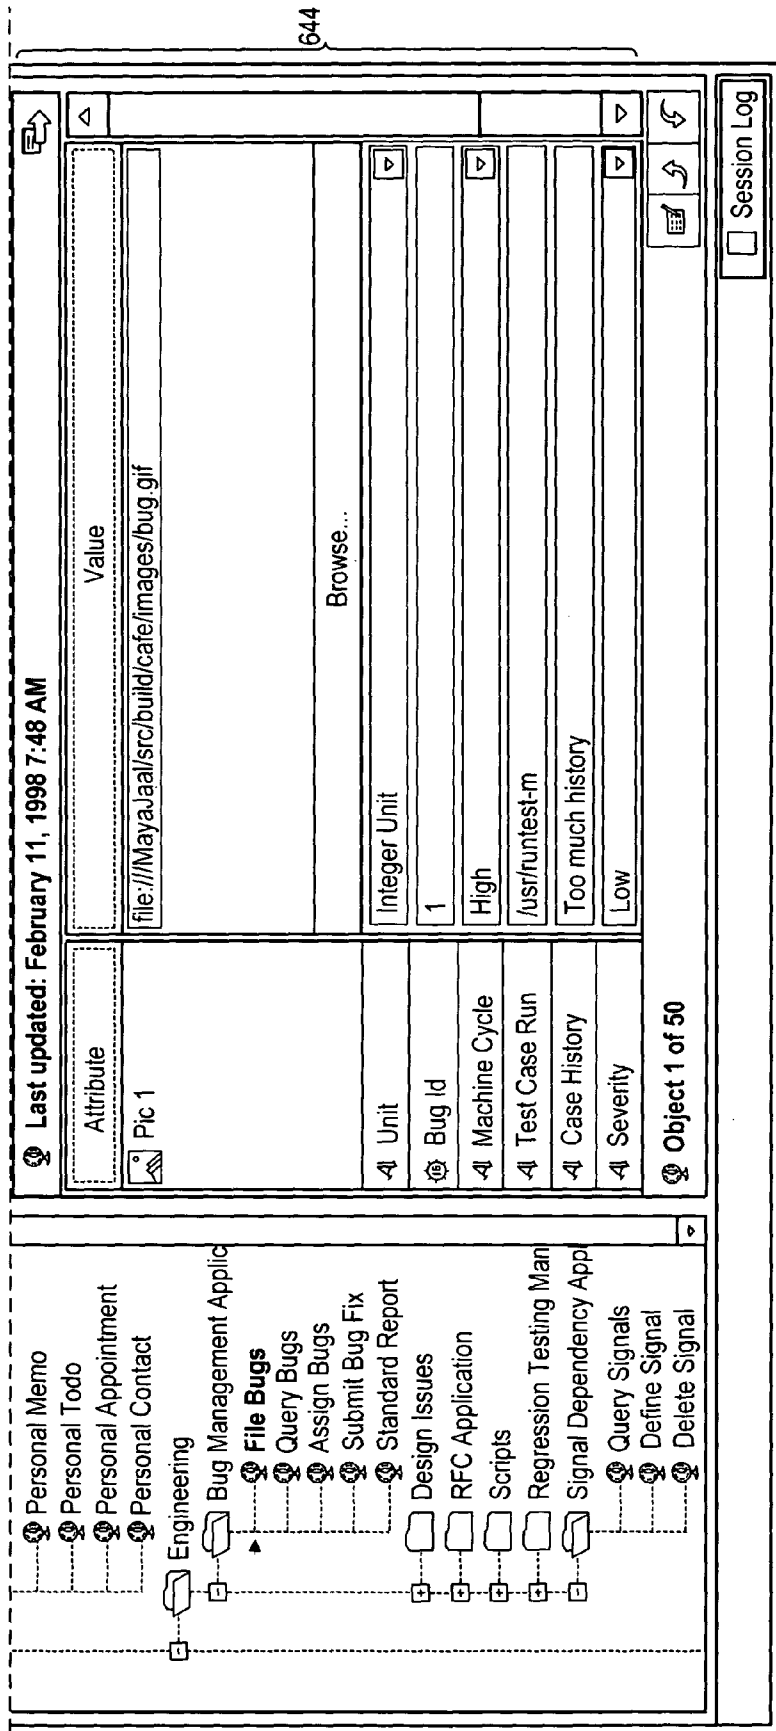 Personal Memo
Personal Todo
Personal Appointment
Personal Contact
Engineering
Bug Management Applic
File Bugs
Query Bugs
Assign Bugs
Submit Bug Fix
Standard Report
Design Issues
RFC Application
Scripts
Regression Testing Man
Signal Dependency Appl
Query Signals
Define Signal
Delete Signal
Last updated: February 11, 1998 7:48 AM
Attribute Value
Pic 1 file:///MayaJaal/src/build/cafe/images/bug.gif
Browse...
Unit Integer Unit
Bug Id 1
Machine Cycle High
Test Case Run /usr/runtest-m
Case History Too much history
Severity Low
Object 1 of 50
Session Log
644